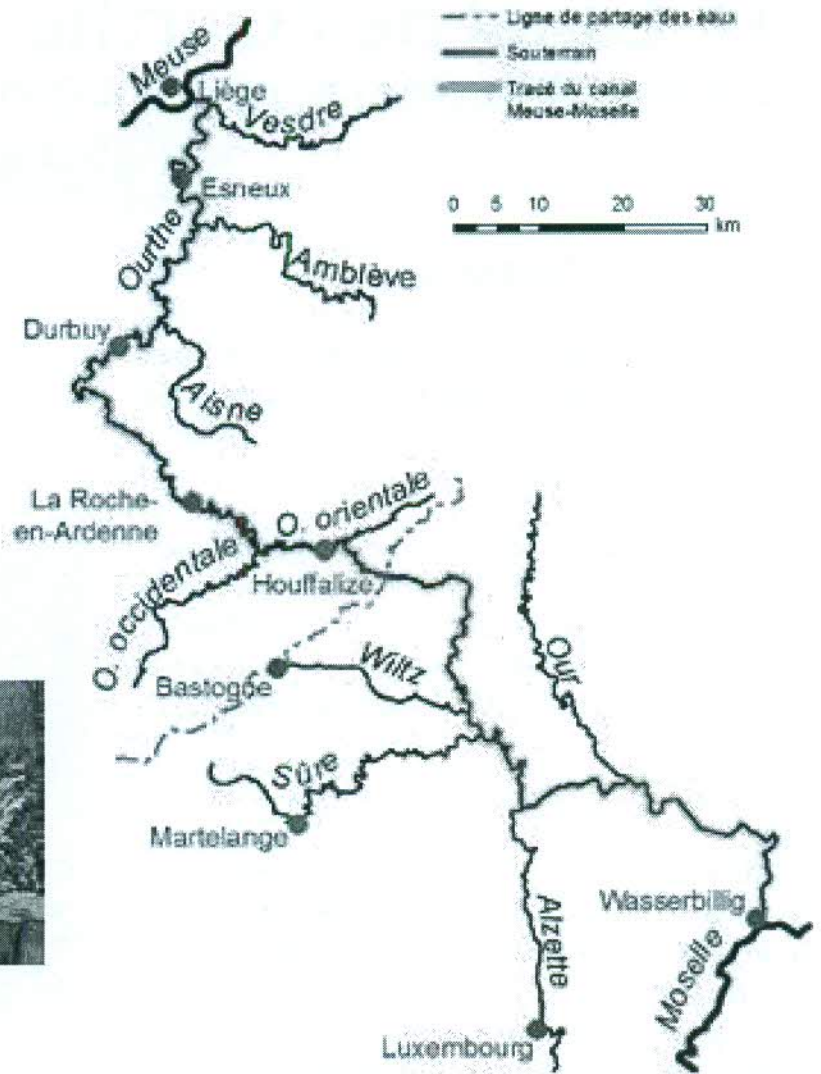 Ligne de partage des eaux
Souterrain
Tracé du canal
Meuse-Moselle
0 5 10 20 30
km
Meuse
Liège
Vesdre
Esneux
Ourthe
Amblève
Durbuy
Aisne
La Roche-
en-Ardenne
O. orientale
O. occidentale
Houffalize
Bastogne
Wiltz
Our
Sûre
Martelange
Wasserbillig
Alzette
Moselle
Luxembourg